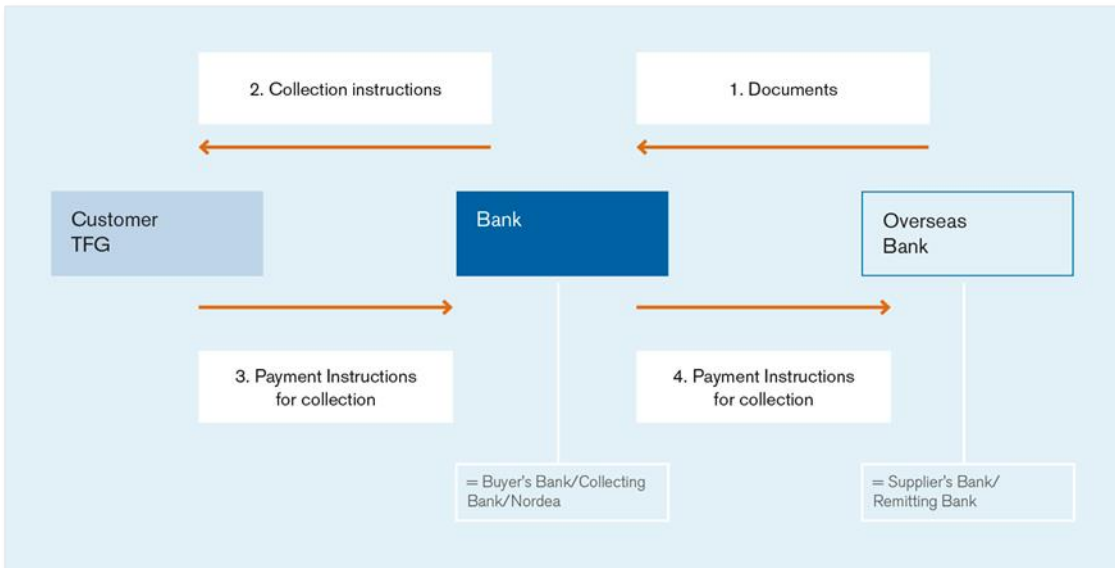 2. Collection instructions
1. Documents
Customer
TFG
Bank
Overseas
Bank
3. Payment Instructions
for collection
4. Payment Instructions
for collection
= Buyer's Bank/Collecting
Bank/Nordea
= Supplier's Bank/
Remitting Bank